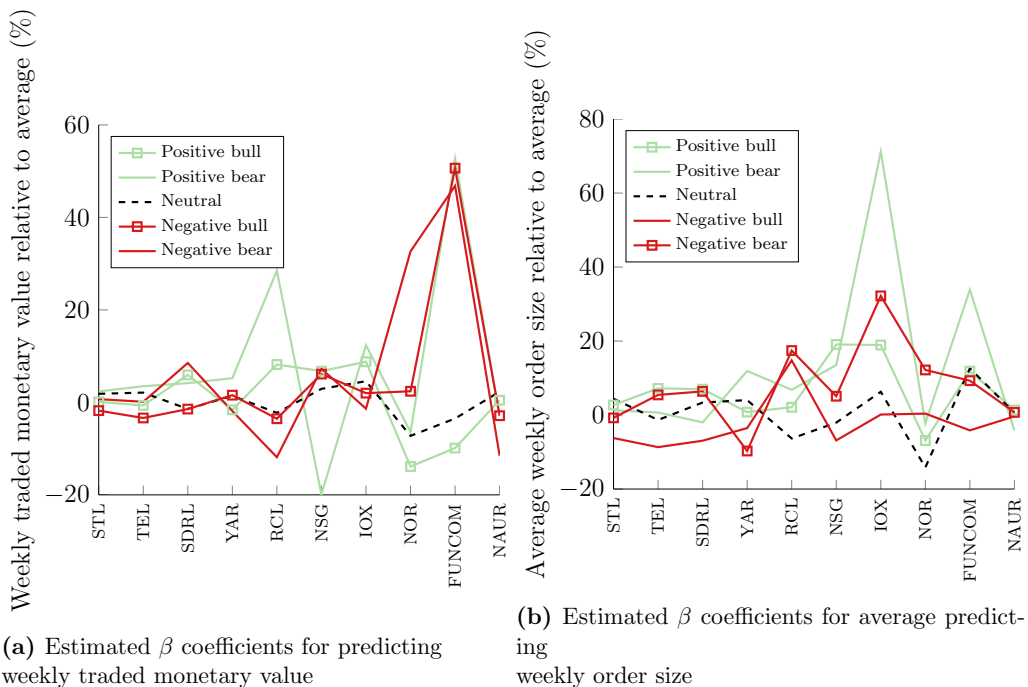 Weekly traded monetary value relative to average (%)
60
40
20
0
−20
Positive bull
Positive bear
Neutral
Negative bull
Negative bear
STL
TEL
SDRL
YAR
RCL
NSG
IOX
NOR
FUNCOM
NAUR
(a) Estimated β coefficients for predicting
weekly traded monetary value
Average weekly order size relative to average (%)
80
60
40
20
0
−20
Positive bull
Positive bear
Neutral
Negative bull
Negative bear
STL
TEL
SDRL
YAR
RCL
NSG
IOX
NOR
FUNCOM
NAUR
(b) Estimated β coefficients for average predict-
ing
weekly order size